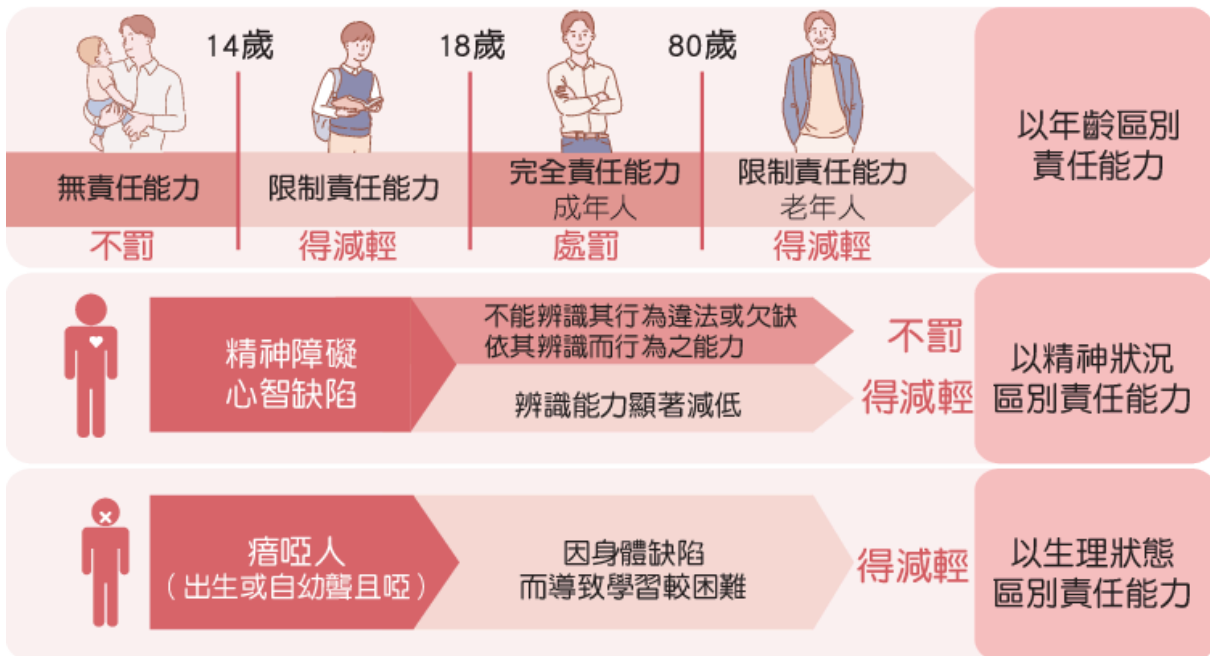 14歲
18歲
80歲
無責任能力
限制責任能力
完全責任能力
成年人
限制責任能力
老年人
不罰
得減輕
處罰
得減輕
以年齡區別
責任能力
精神障礙
心智缺陷
不能辨識其行為違法或欠缺
依其辨識而行為之能力
不罰
辨識能力顯著減低
得減輕
以精神狀況
區別責任能力
瘖啞人
（出生或自幼聾且啞）
因身體缺陷
而導致學習較困難
得減輕
以生理狀態
區別責任能力